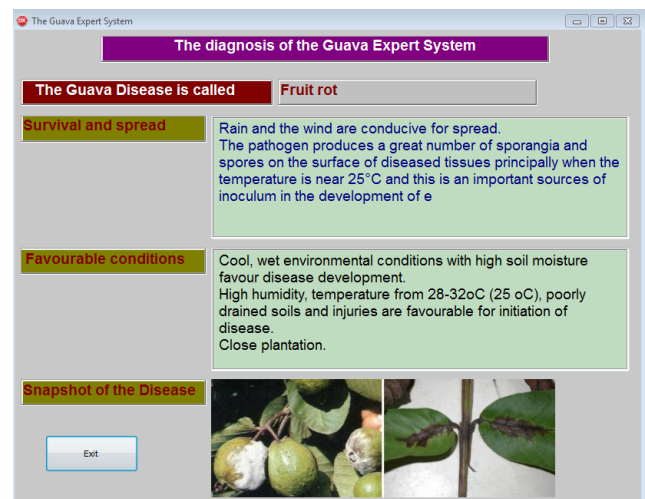 The Guava Expert System
The diagnosis of the Guava Expert System
The Guava Disease is called
Fruit rot
Survival and spread
Rain and the wind are conducive for spread.
The pathogen produces a great number of sporangia and
spores on the surface of diseased tissues principally when the
temperature is near 25°C and this is an important sources of
inoculum in the development of e
Favourable conditions
Cool, wet environmental conditions with high soil moisture
favour disease development.
High humidity, temperature from 28-32oC (25 oC), poorly
drained soils and injuries are favourable for initiation of
disease.
Close plantation.
Snapshot of the Disease
Exit